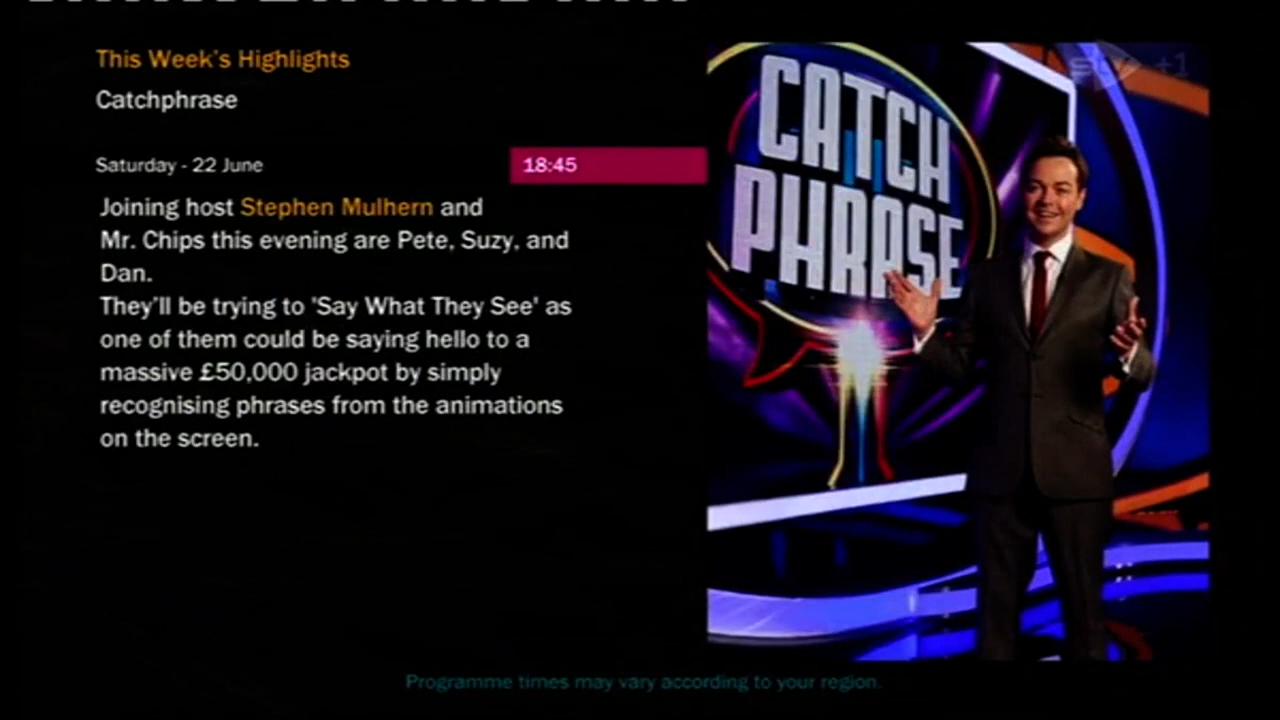 This Week's Highlights
Catchphrase
Saturday - 22 June
18:45
Joining host Stephen Mulhern and
Mr. Chips this evening are Pete, Suzy, and
Dan.
They'll be trying to 'Say What They See' as
one of them could be saying hello to a
massive £50,000 jackpot by simply
recognising phrases from the animations
on the screen.
CATCH
PHRASE
stv +1
Programme times may vary according to your region.